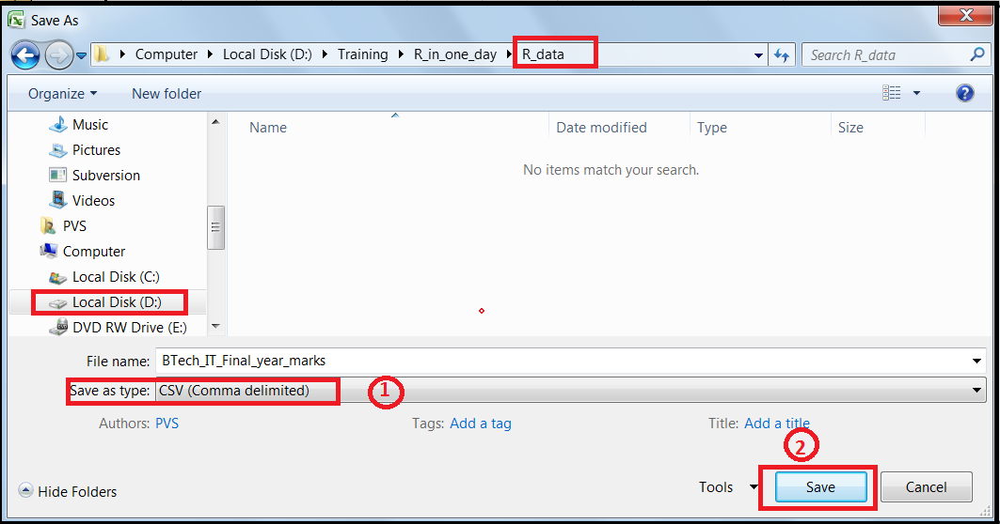 Save As
Computer Local Disk (D:) Training R_in_one_day R_data
Search R_data
Organize New folder
Music
Pictures
Subversion
Videos
PVS
Computer
Local Disk (C:)
Local Disk (D:)
DVD RW Drive (E:)
Name Date modified Type Size
No items match your search.
File name: BTech_IT_Final_year_marks
Save as type: CSV (Comma delimited)
1
Authors: PVS Tags: Add a tag Title: Add a title
2
Hide Folders Tools Save Cancel